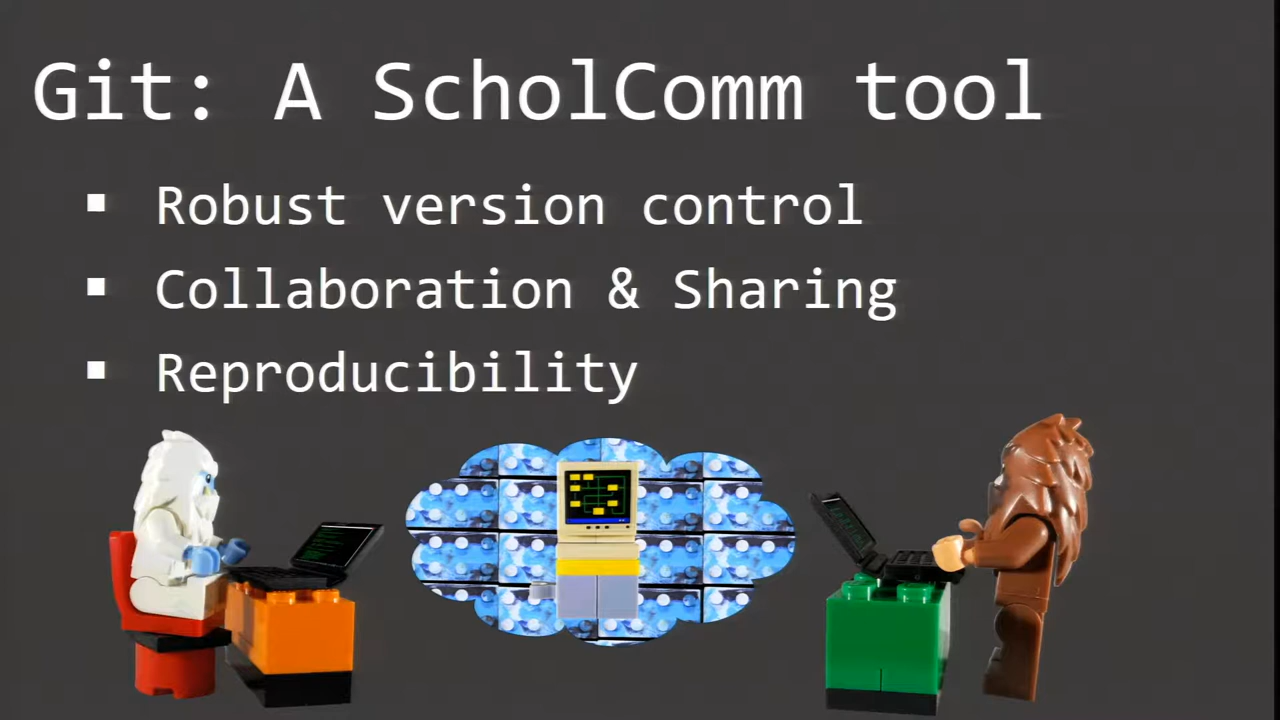 Git: A ScholComm tool
▪ Robust version control
▪ Collaboration & Sharing
▪ Reproducibility